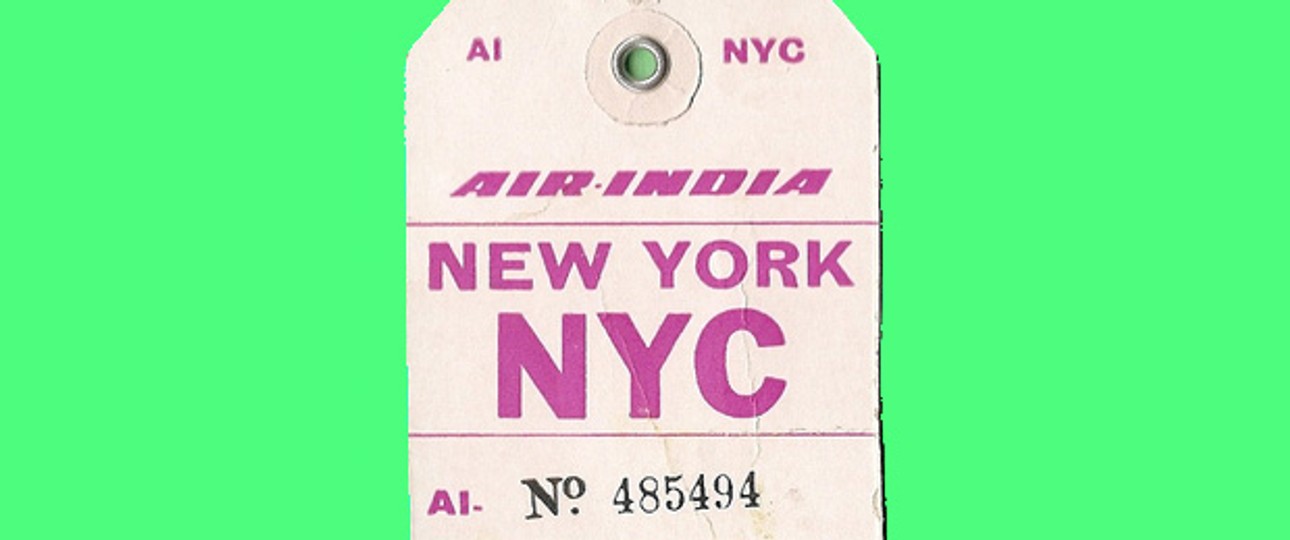 AI NYC
AIR-INDIA
NEW YORK
NYC
AI- Nº 485494